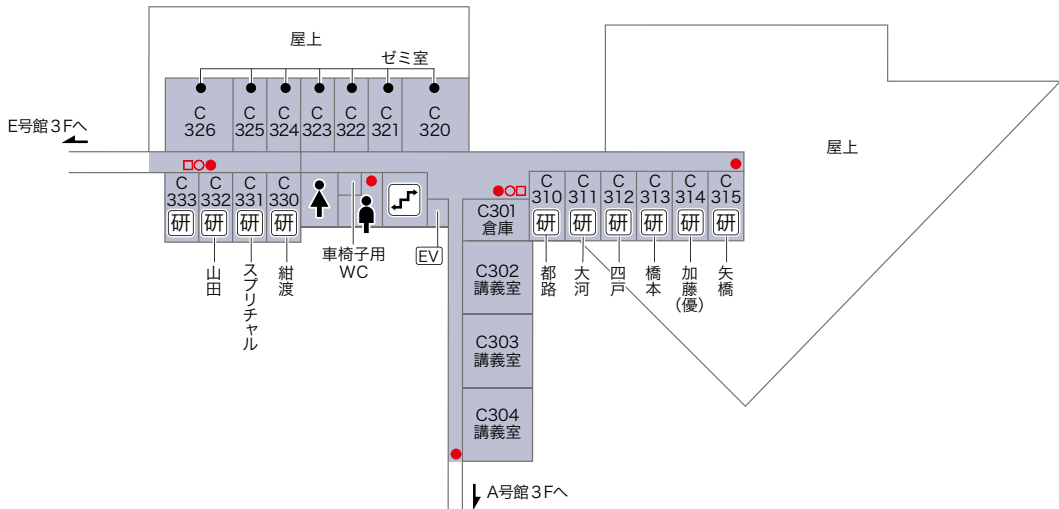 屋上
ゼミ室
C
326
C
325
C
324
C
323
C
322
C
321
C
320
E号館3Fへ
屋上
C
333
研
C
332
研
C
331
研
C
330
研
C301
倉庫
C
310
研
C
311
研
C
312
研
C
313
研
C
314
研
C
315
研
車椅子用
WC
EV
山田
スプリチャル
紺渡
都路
大河
四戸
橋本
加藤(優)
矢橋
C302
講義室
C303
講義室
C304
講義室
A号館3Fへ